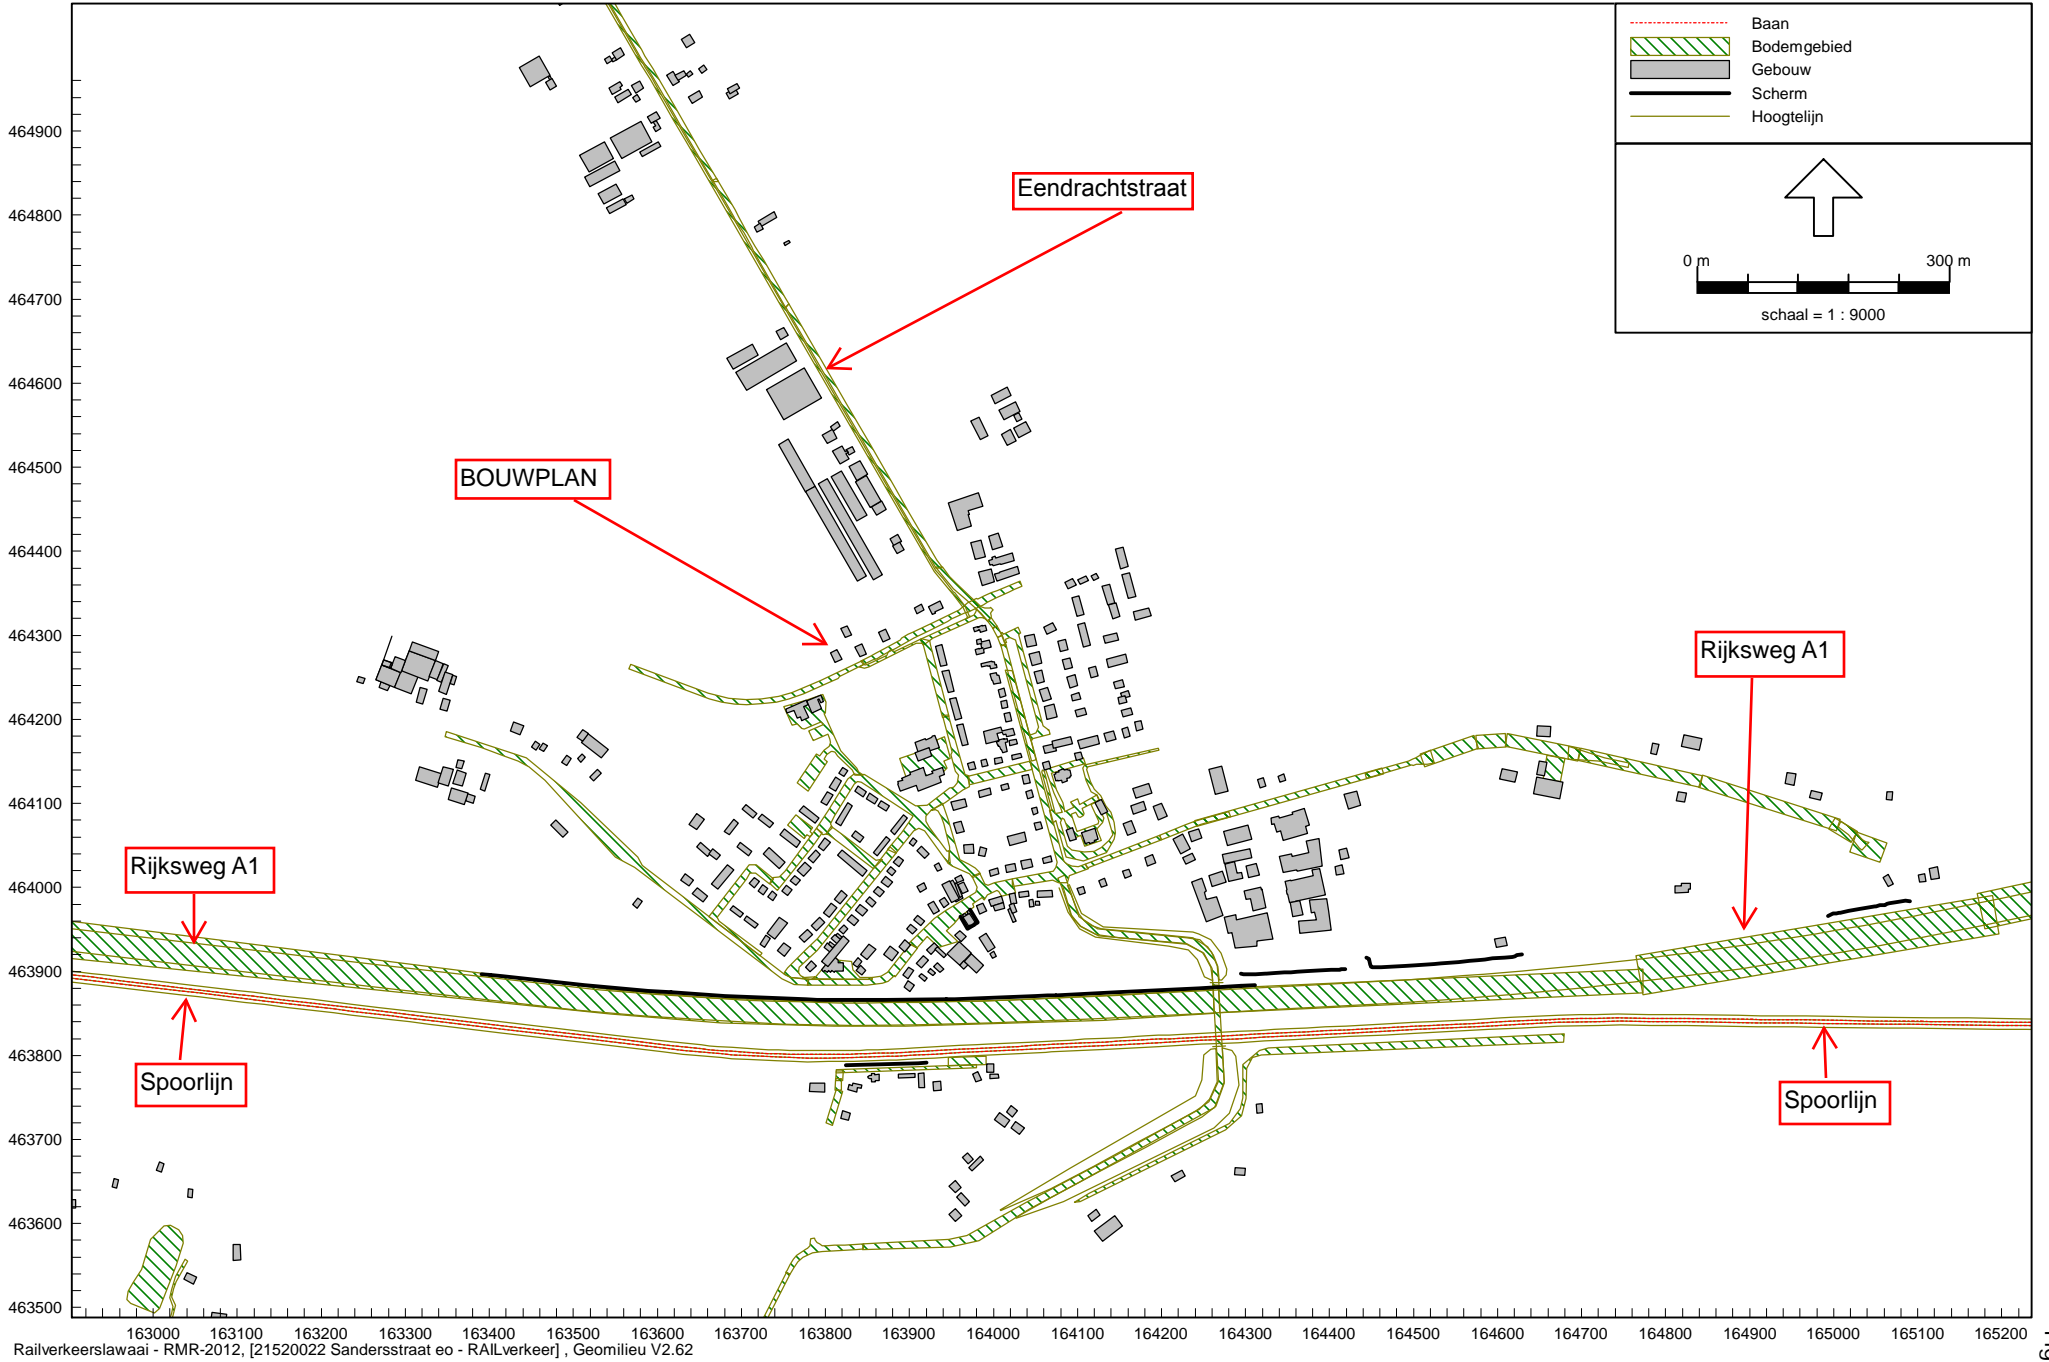 Baan
Bodemgebied
Gebouw
Scherm
Hoogtelijn
0 m 300 m
schaal = 1 : 9000
Eendrachtstraat
BOUWPLAN
Rijksweg A1
Rijksweg A1
Spoorlijn
Spoorlijn
464900
464800
464700
464600
464500
464400
464300
464200
464100
464000
463900
463800
463700
463600
463500
163000 163100 163200 163300 163400 163500 163600 163700 163800 163900 164000 164100 164200 164300 164400 164500 164600 164700 164800 164900 165000 165100 165200
Railverkeerslawaai - RMR-2012, [21520022 Sandersstraat eo - RAILverkeer] , Geomilieu V2.62